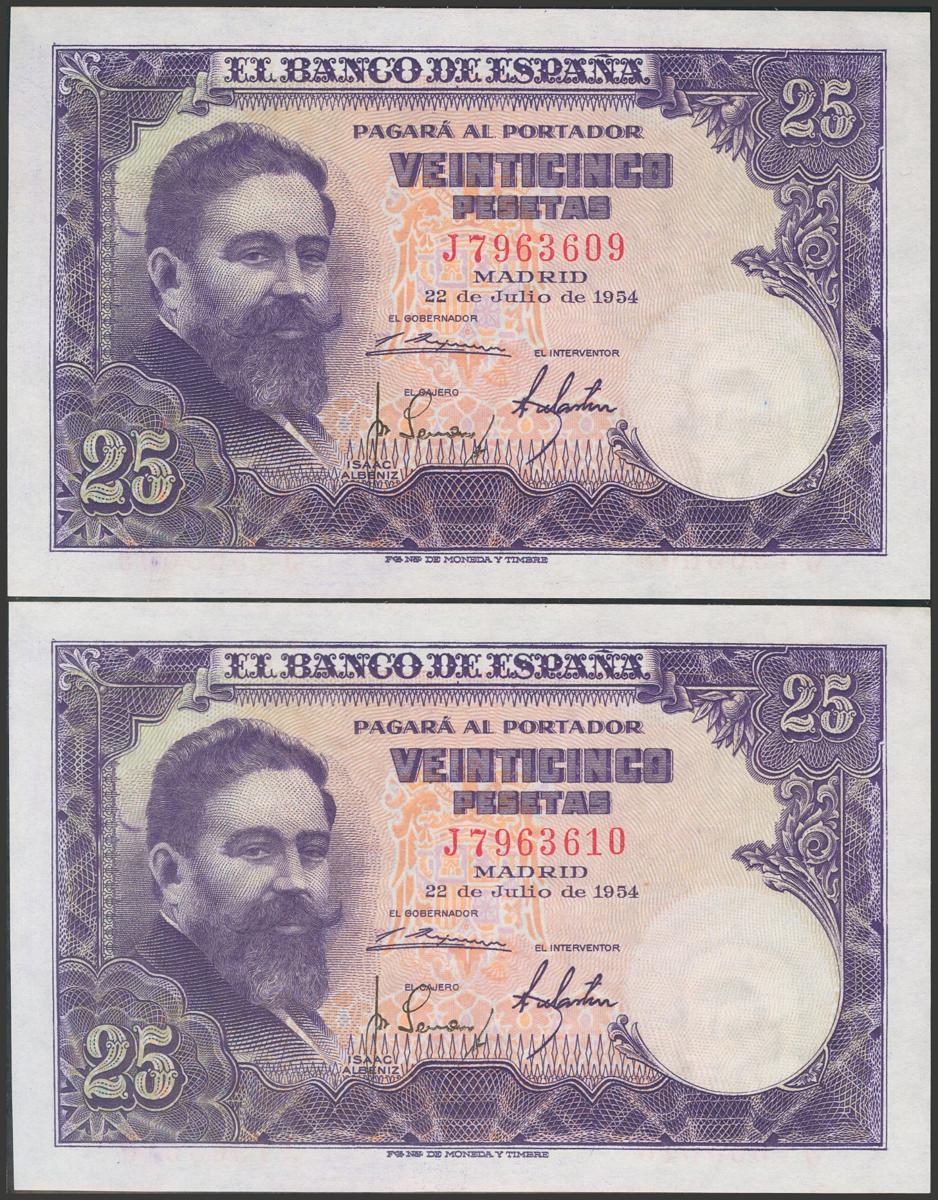 EL BANCO DE ESPAÑA
25
PAGARÁ AL PORTADOR
VEINTICINCO
PESETAS
J7963609
MADRID
22 de Julio de 1954
EL GOBERNADOR
EL INTERVENTOR
EL CAJERO
25
ISAAC
ALBÉNIZ
FCA NAL DE MONEDA Y TIMBRE
EL BANCO DE ESPAÑA
25
PAGARÁ AL PORTADOR
VEINTICINCO
PESETAS
J7963610
MADRID
22 de Julio de 1954
EL GOBERNADOR
EL INTERVENTOR
EL CAJERO
25
ISAAC
ALBÉNIZ
FCA NAL DE MONEDA Y TIMBRE